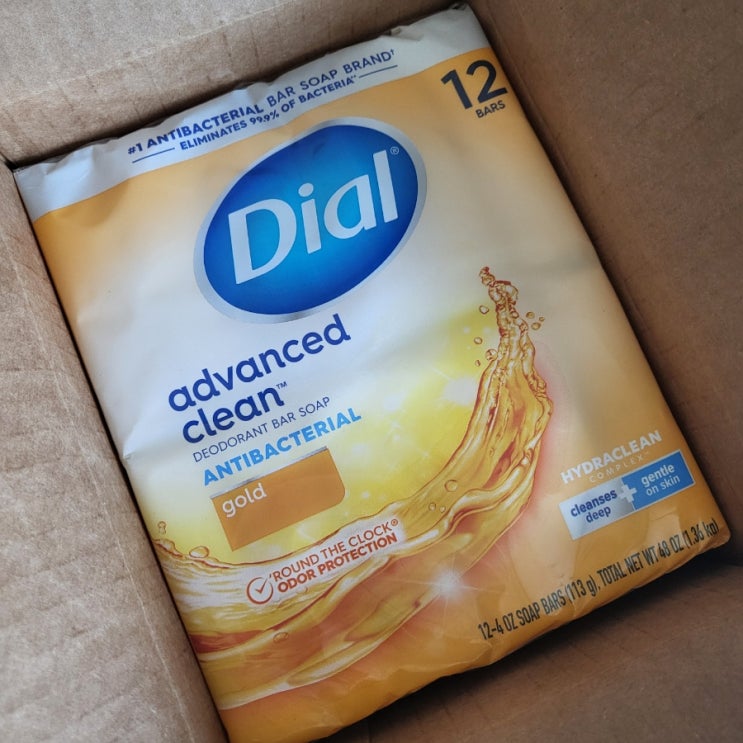 #1 ANTIBACTERIAL BAR SOAP BRAND†
ELIMINATES 99.9% OF BACTERIA*
12
BARS
Dial®
advanced
clean™
DEODORANT BAR SOAP
ANTIBACTERIAL
gold
'ROUND THE CLOCK®
ODOR PROTECTION
HYDRACLEAN
COMPLEX™
cleanses
deep
+
gentle
on skin
12-4 OZ SOAP BARS (113 g). TOTAL NET WT 48 OZ (1.36 kg)